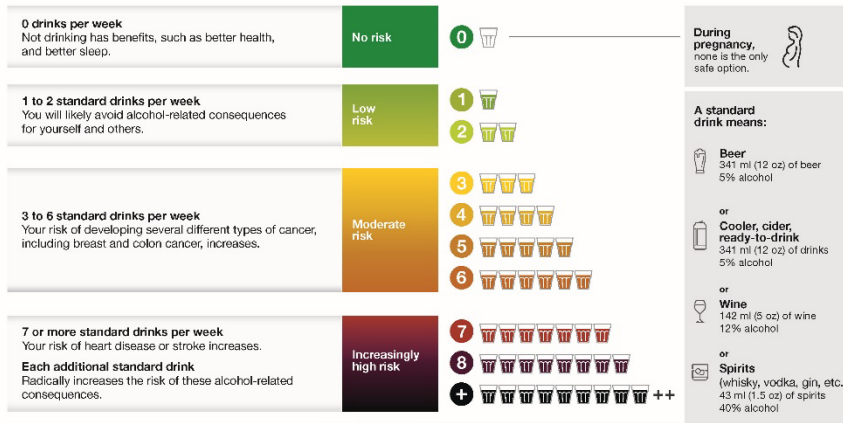 0 drinks per week
Not drinking has benefits, such as better health,
and better sleep.
No risk
0
During
pregnancy,
none is the only
safe option.
1 to 2 standard drinks per week
You will likely avoid alcohol-related consequences
for yourself and others.
Low
risk
1
2
3 to 6 standard drinks per week
Your risk of developing several different types of cancer,
including breast and colon cancer, increases.
Moderate
risk
3
4
5
6
7 or more standard drinks per week
Your risk of heart disease or stroke increases.
Each additional standard drink
Radically increases the risk of these alcohol-related
consequences.
Increasingly
high risk
7
8
+
++
A standard
drink means:
Beer
341 ml (12 oz) of beer
5% alcohol
or
Cooler, cider,
ready-to-drink
341 ml (12 oz) of drinks
5% alcohol
or
Wine
142 ml (5 oz) of wine
12% alcohol
or
Spirits
(whisky, vodka, gin, etc.
43 ml (1.5 oz) of spirits
40% alcohol